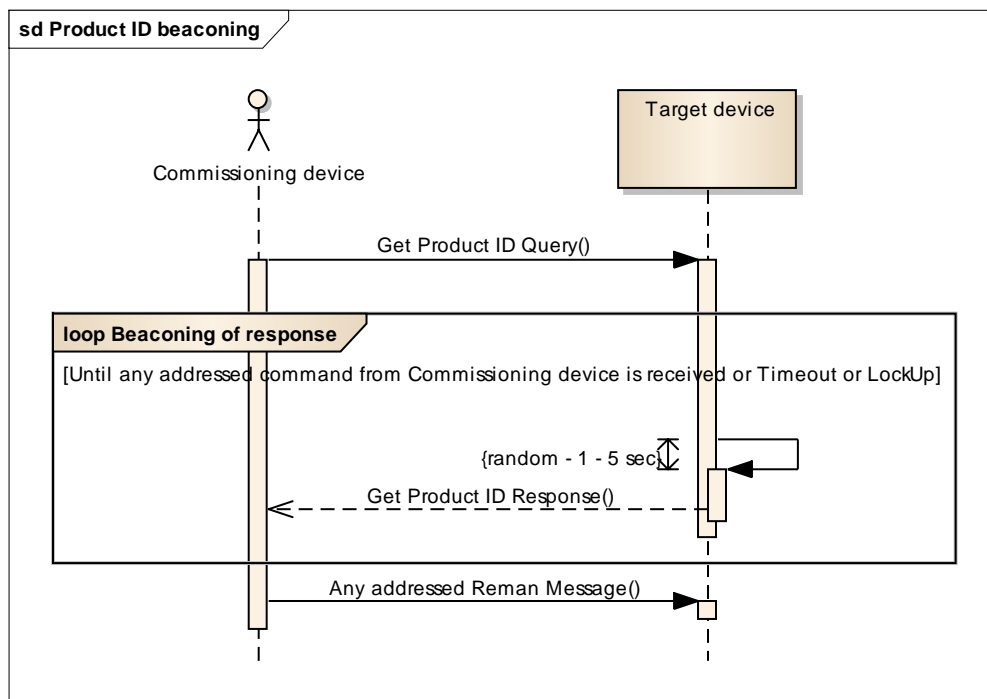 sd Product ID beaconing
Commissioning device
Target device
Get Product ID Query()
loop Beaconing of response
[Until any addressed command from Commissioning device is received or Timeout or LockUp]
{random - 1 - 5 sec}
Get Product ID Response()
Any addressed Reman Message()